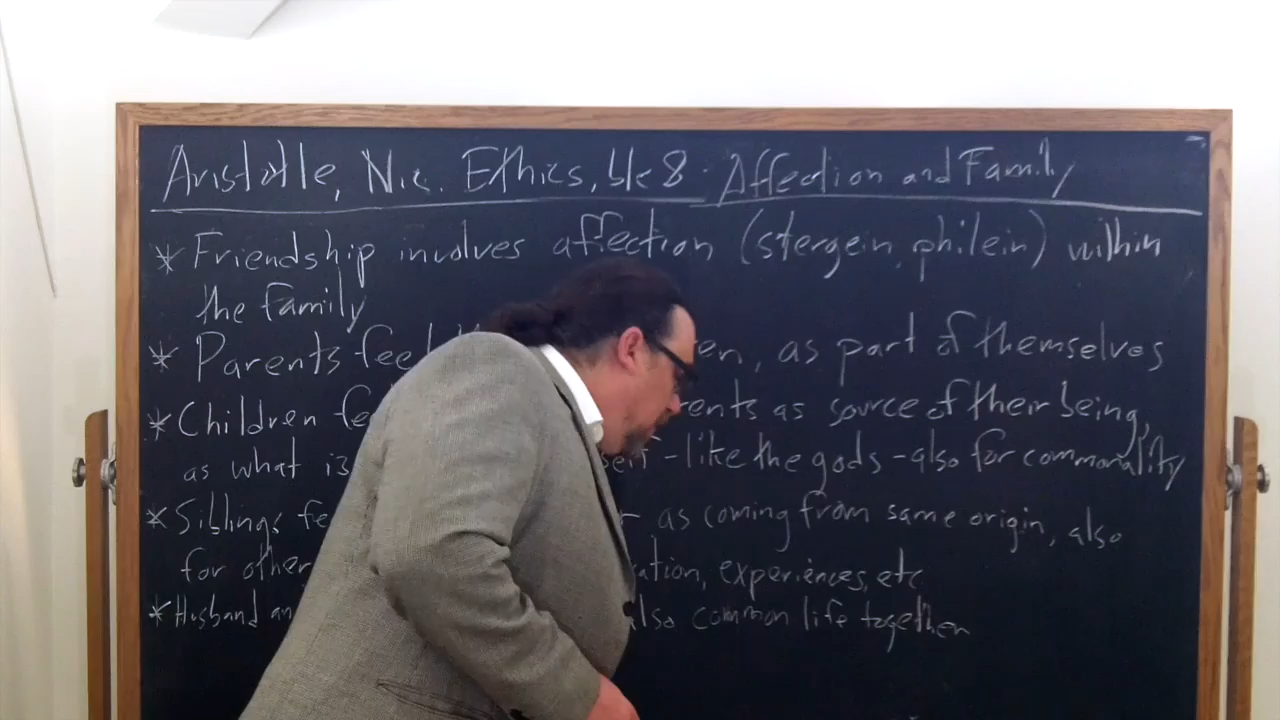 Aristotle, Nic. Ethics, bk 8: Affection and Family
* Friendship involves affection (stergein, philein) within
the family
* Parents feel en, as part of themselves
* Children fe rents as source of their being,
as what is self - like the gods - also for commonality
* Siblings fe as coming from same origin, also
for other ation, experiences, etc
* Husband an also common life together